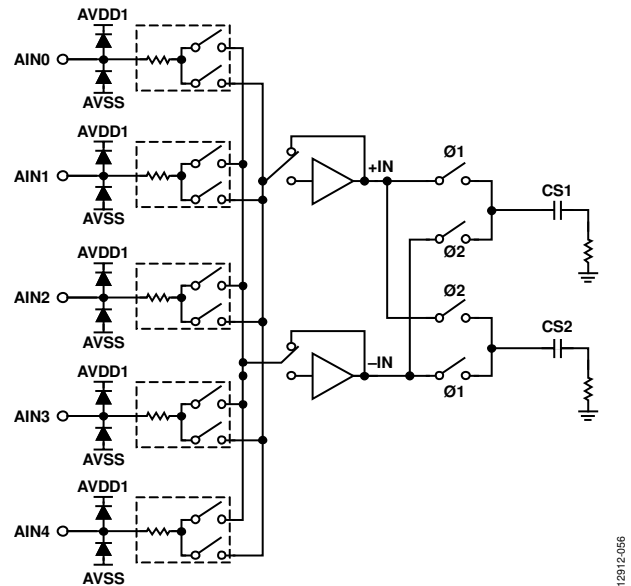 AVDD1
AIN0
AVSS
AVDD1
AIN1
AVSS
AVDD1
AIN2
AVSS
AVDD1
AIN3
AVSS
AVDD1
AIN4
AVSS
+IN
–IN
Ø1
Ø2
Ø2
Ø1
CS1
CS2
12912-056